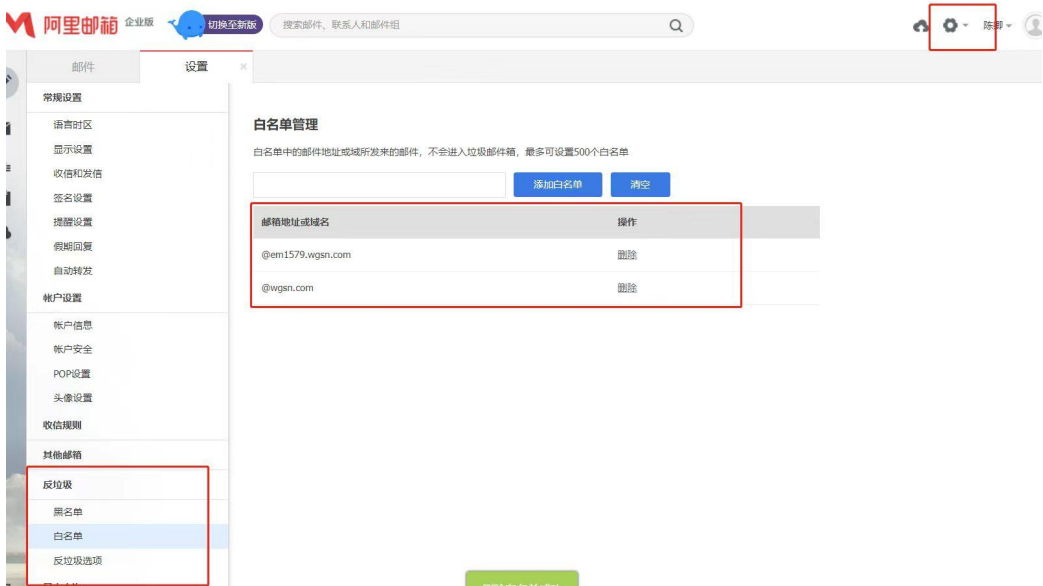 阿里邮箱 企业版
切换至新版
搜索邮件、联系人和邮件组
邮件
设置
常规设置
语言时区
显示设置
收信和发信
签名设置
提醒设置
假期回复
自动转发
帐户设置
帐户信息
帐户安全
POP设置
头像设置
收信规则
其他邮箱
反垃圾
黑名单
白名单
反垃圾选项
白名单管理
白名单中的邮件地址或域所发来的邮件，不会进入垃圾邮件箱，最多可设置500个白名单
添加白名单 清空
邮箱地址或域名 操作
@em1579.wgsn.com 删除
@wgsn.com 删除